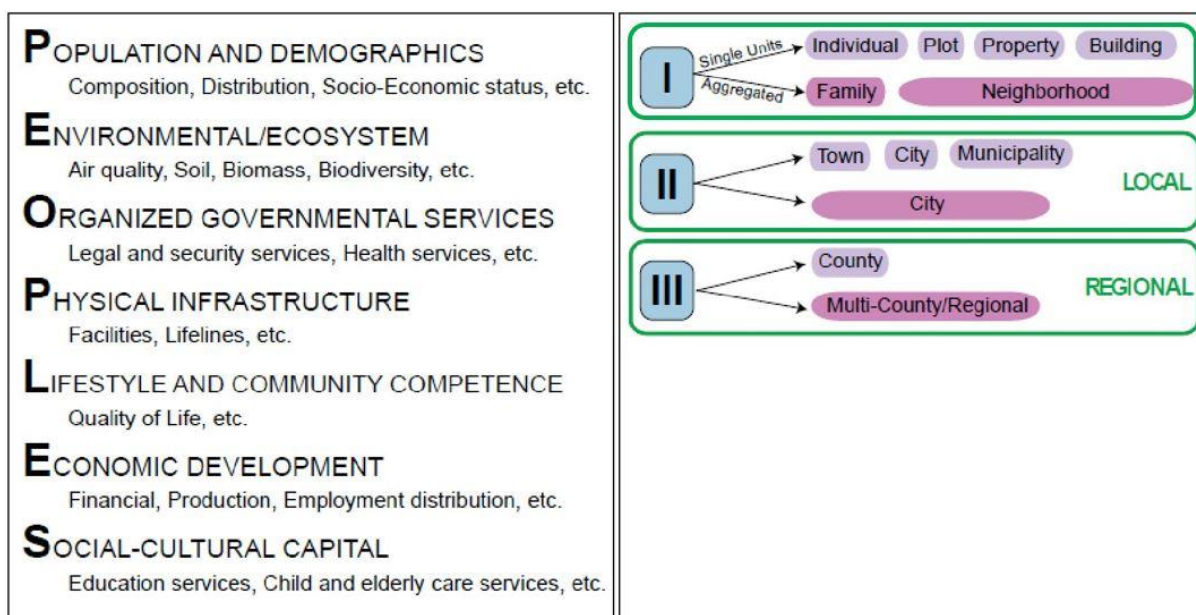 POPULATION AND DEMOGRAPHICS
Composition, Distribution, Socio-Economic status, etc.
ENVIRONMENTAL/ECOSYSTEM
Air quality, Soil, Biomass, Biodiversity, etc.
ORGANIZED GOVERNMENTAL SERVICES
Legal and security services, Health services, etc.
PHYSICAL INFRASTRUCTURE
Facilities, Lifelines, etc.
LIFESTYLE AND COMMUNITY COMPETENCE
Quality of Life, etc.
ECONOMIC DEVELOPMENT
Financial, Production, Employment distribution, etc.
SOCIAL-CULTURAL CAPITAL
Education services, Child and elderly care services, etc.
I
Single Units
Individual Plot Property Building
Aggregated
Family Neighborhood
II
Town City Municipality
City
LOCAL
III
County
Multi-County/Regional
REGIONAL